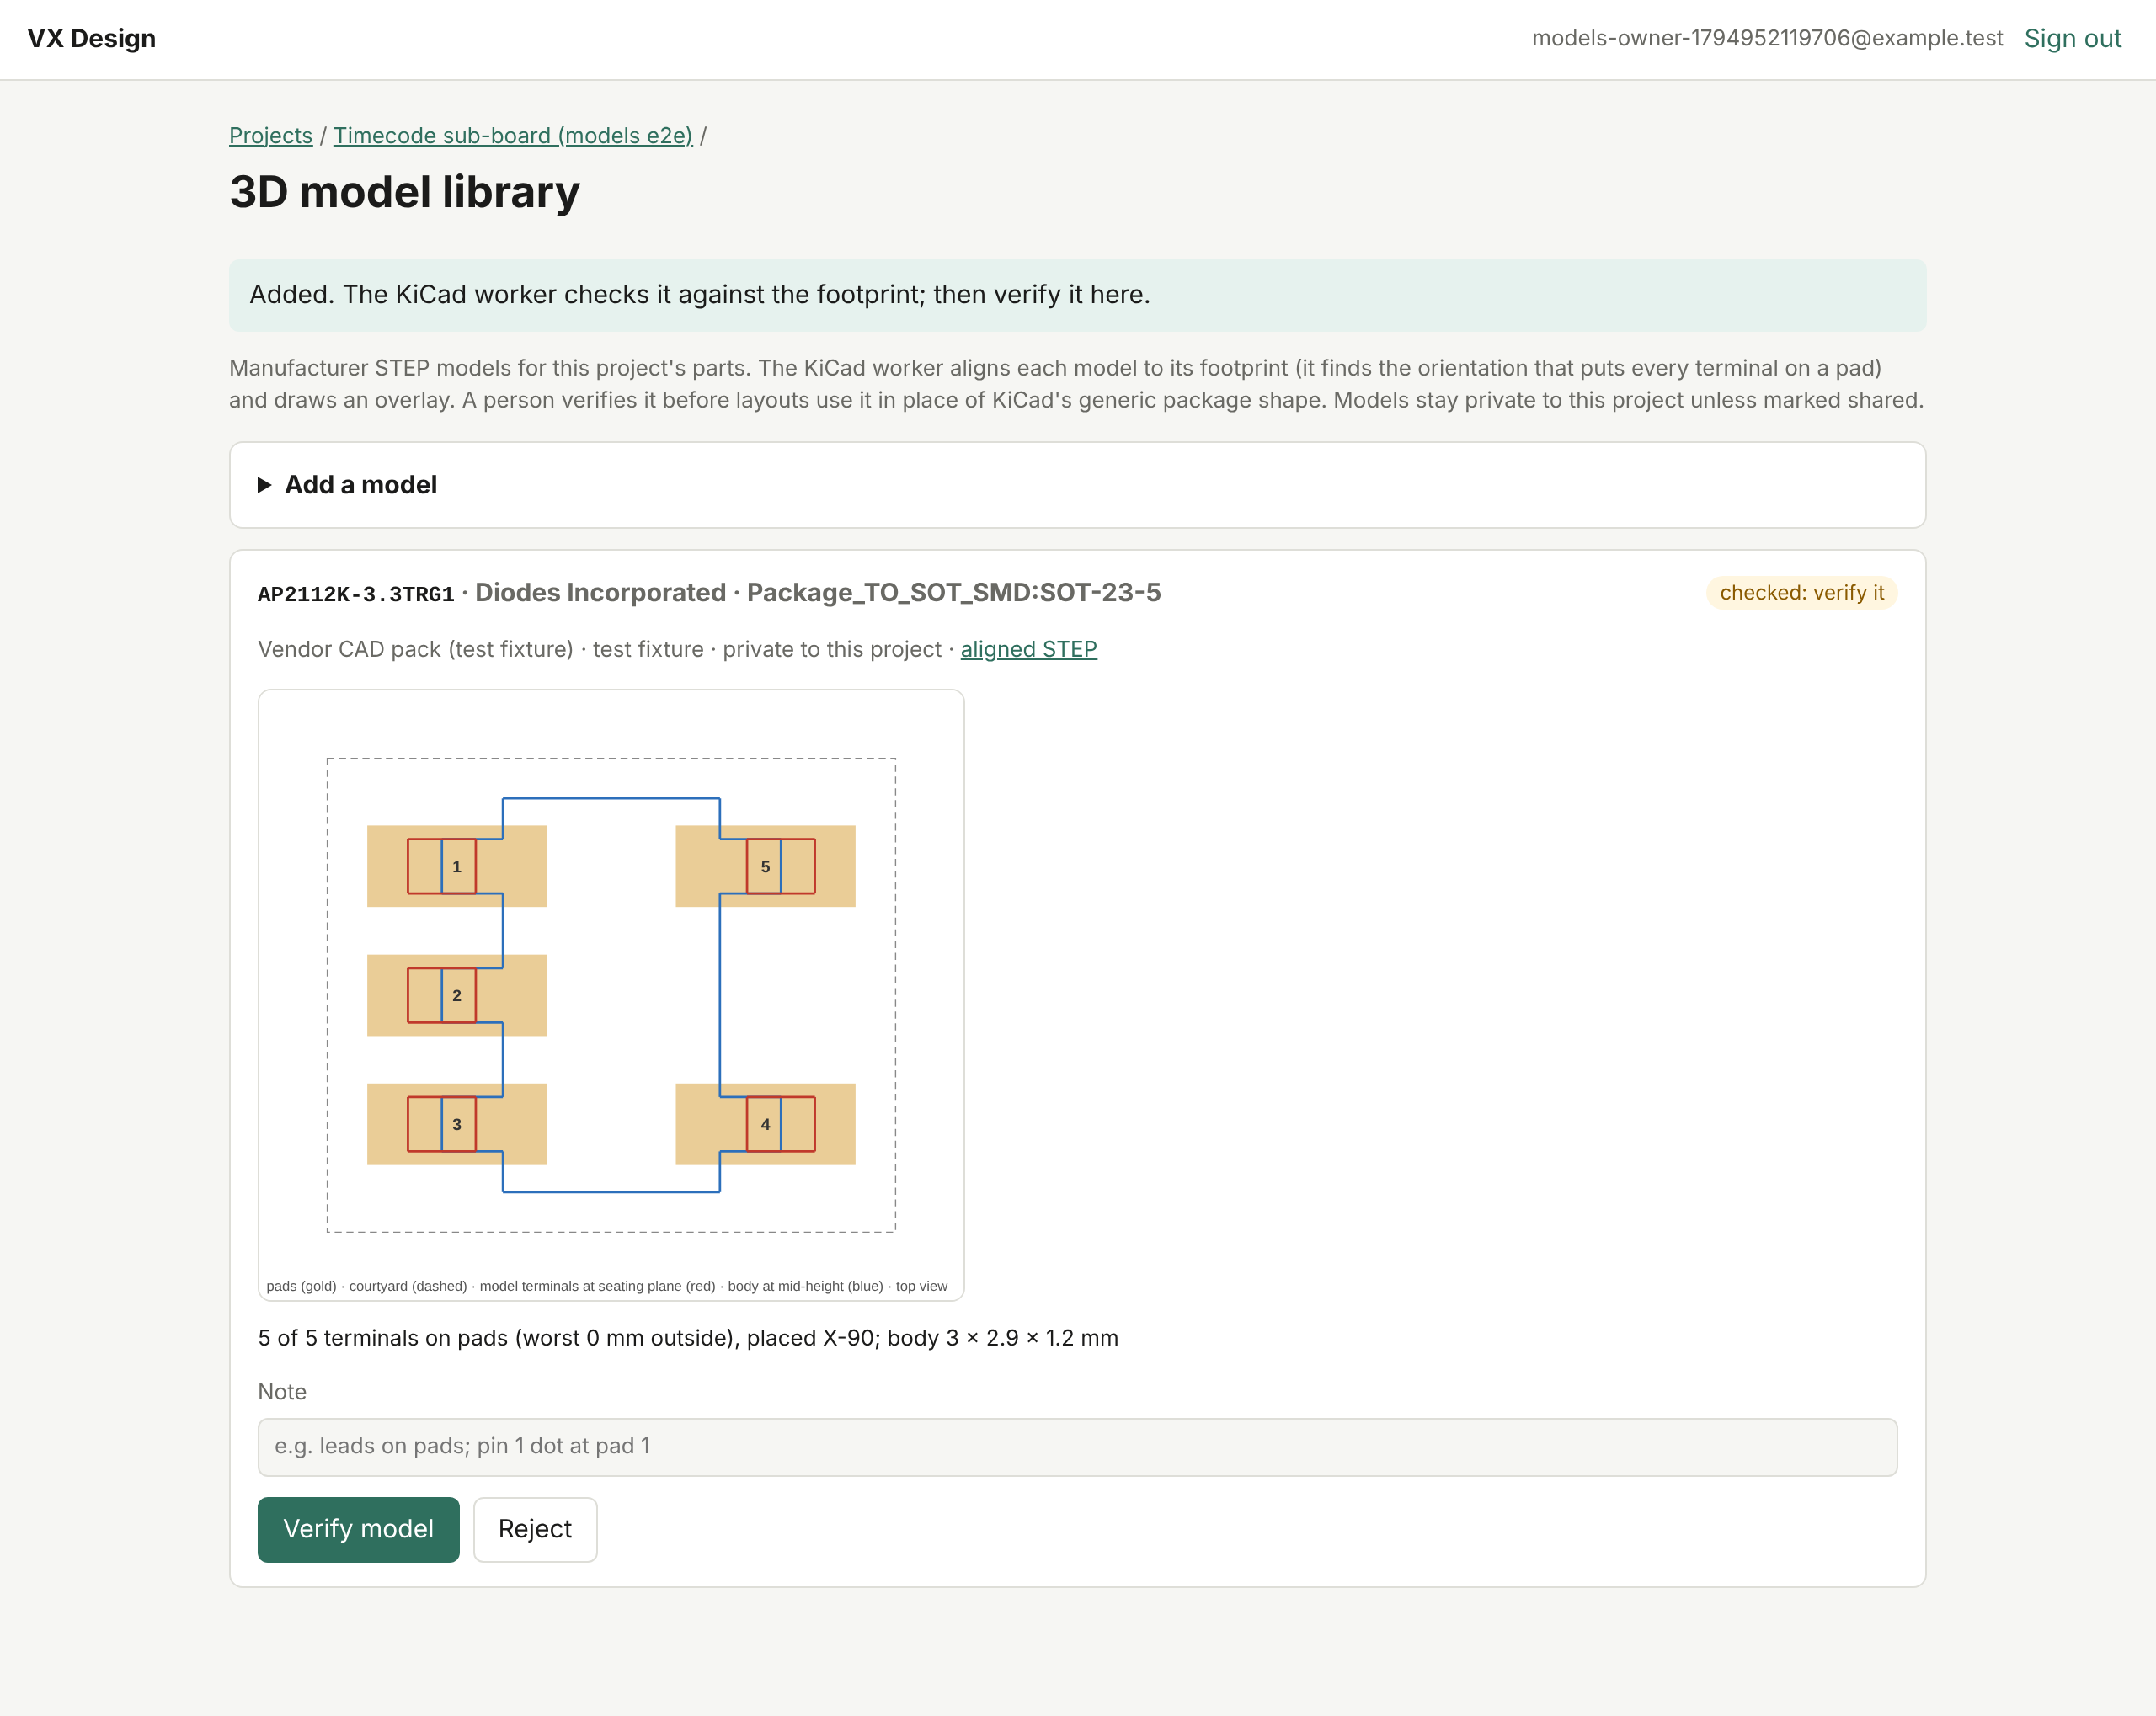 VX Design
models-owner-1794952119706@example.test Sign out
Projects / Timecode sub-board (models e2e) /
3D model library
Added. The KiCad worker checks it against the footprint; then verify it here.
Manufacturer STEP models for this project's parts. The KiCad worker aligns each model to its footprint (it finds the orientation that puts every terminal on a pad)
and draws an overlay. A person verifies it before layouts use it in place of KiCad's generic package shape. Models stay private to this project unless marked shared.
Add a model
AP2112K-3.3TRG1 · Diodes Incorporated · Package_TO_SOT_SMD:SOT-23-5
checked: verify it
Vendor CAD pack (test fixture) · test fixture · private to this project · aligned STEP
1
5
2
3
4
pads (gold) · courtyard (dashed) · model terminals at seating plane (red) · body at mid-height (blue) · top view
5 of 5 terminals on pads (worst 0 mm outside), placed X-90; body 3 × 2.9 × 1.2 mm
Note
e.g. leads on pads; pin 1 dot at pad 1
Verify model
Reject